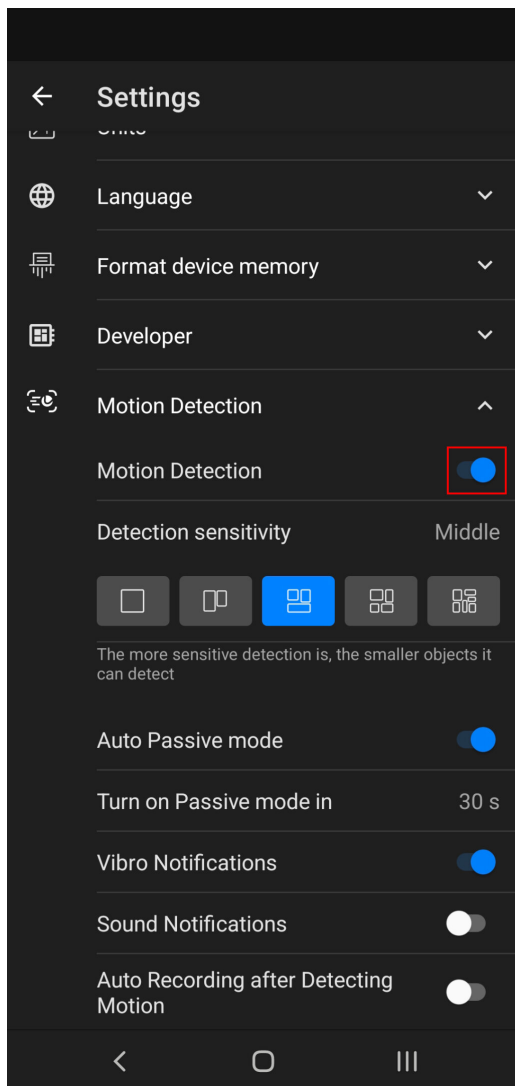 Settings
Language
Format device memory
Developer
Motion Detection
Motion Detection
Detection sensitivity Middle
The more sensitive detection is, the smaller objects it
can detect
Auto Passive mode
Turn on Passive mode in 30 s
Vibro Notifications
Sound Notifications
Auto Recording after Detecting
Motion